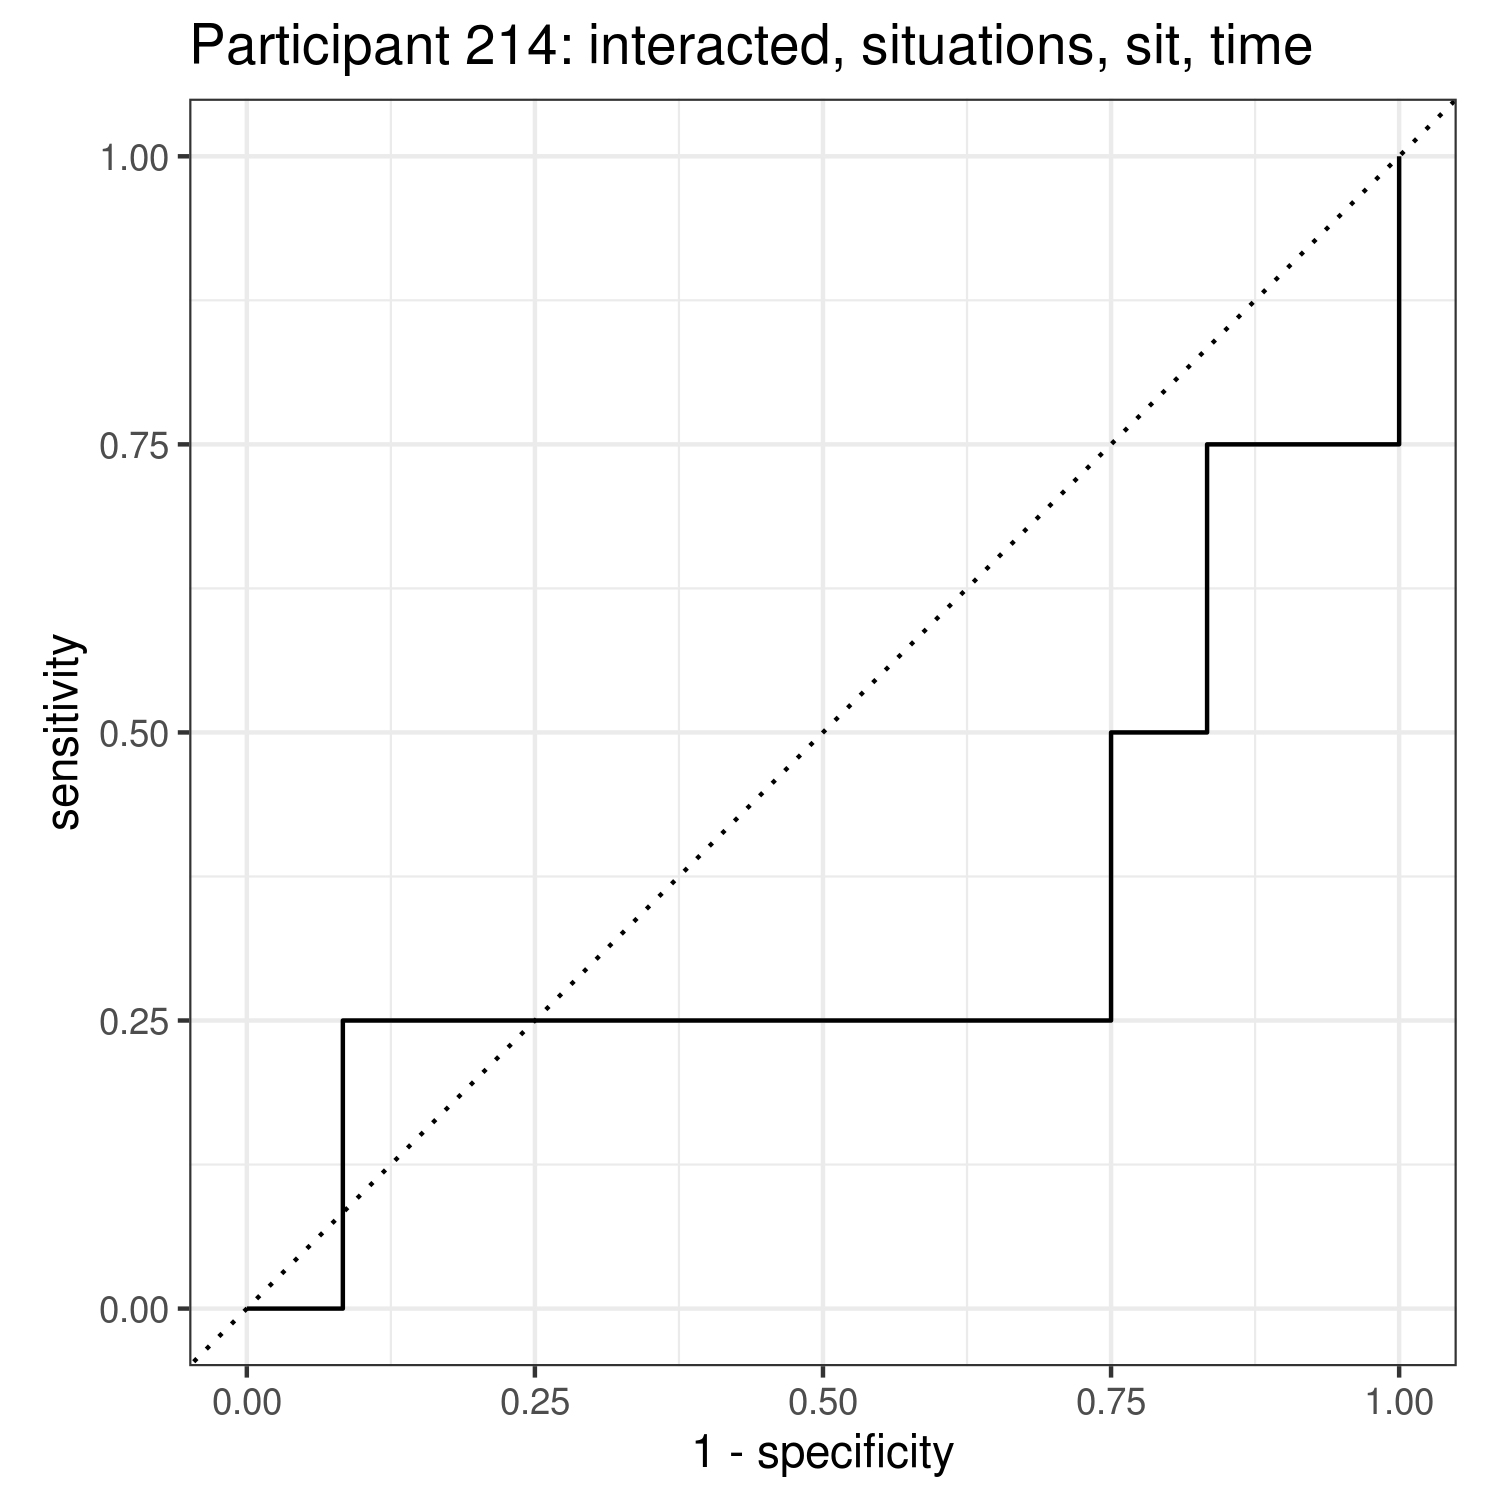 Participant 214: interacted, situations, sit, time
1.00
0.75
0.50
0.25
0.00
sensitivity
0.00 0.25 0.50 0.75 1.00
1 - specificity